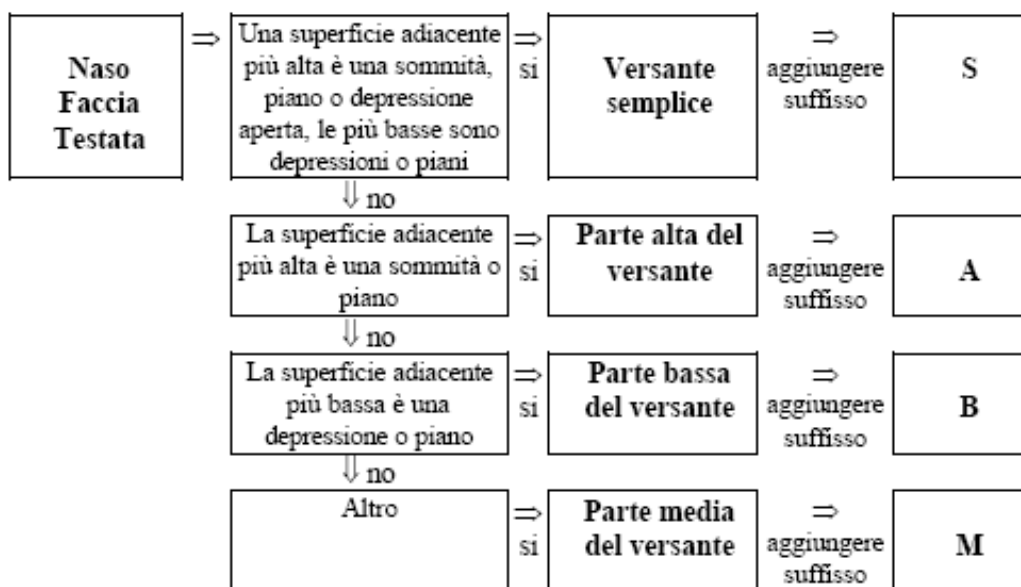 Naso
Faccia
Testata
⇒
Una superficie adiacente
più alta è una sommità,
piano o depressione
aperta, le più basse sono
depressioni o piani
⇒
si
Versante
semplice
⇒
aggiungere
suffisso
S
⇓ no
La superficie adiacente
più alta è una sommità o
piano
⇒
si
Parte alta del
versante
⇒
aggiungere
suffisso
A
⇓ no
La superficie adiacente
più bassa è una
depressione o piano
⇒
si
Parte bassa
del versante
⇒
aggiungere
suffisso
B
⇓ no
Altro
⇒
si
Parte media
del versante
⇒
aggiungere
suffisso
M